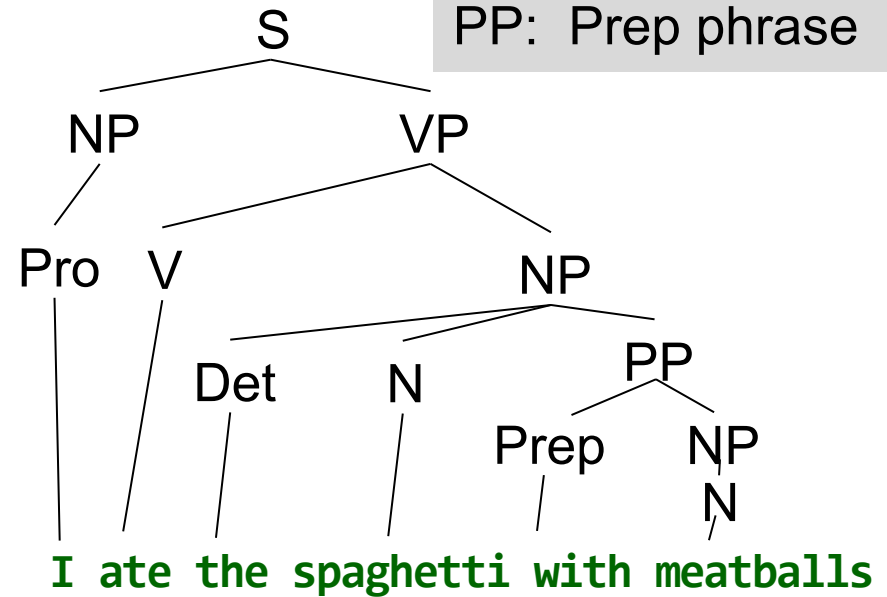 S
PP: Prep phrase
NP VP
Pro V NP
Det N PP
Prep NP
N
I ate the spaghetti with meatballs